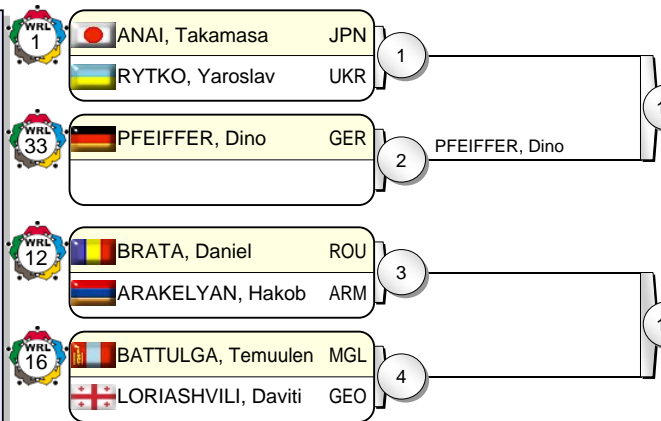 WRL
1
ANAI, Takamasa JPN
RYTKO, Yaroslav UKR
1
WRL
33
PFEIFFER, Dino GER
2
PFEIFFER, Dino
WRL
12
BRATA, Daniel ROU
ARAKELYAN, Hakob ARM
3
WRL
16
BATTULGA, Temuulen MGL
LORIASHVILI, Daviti GEO
4